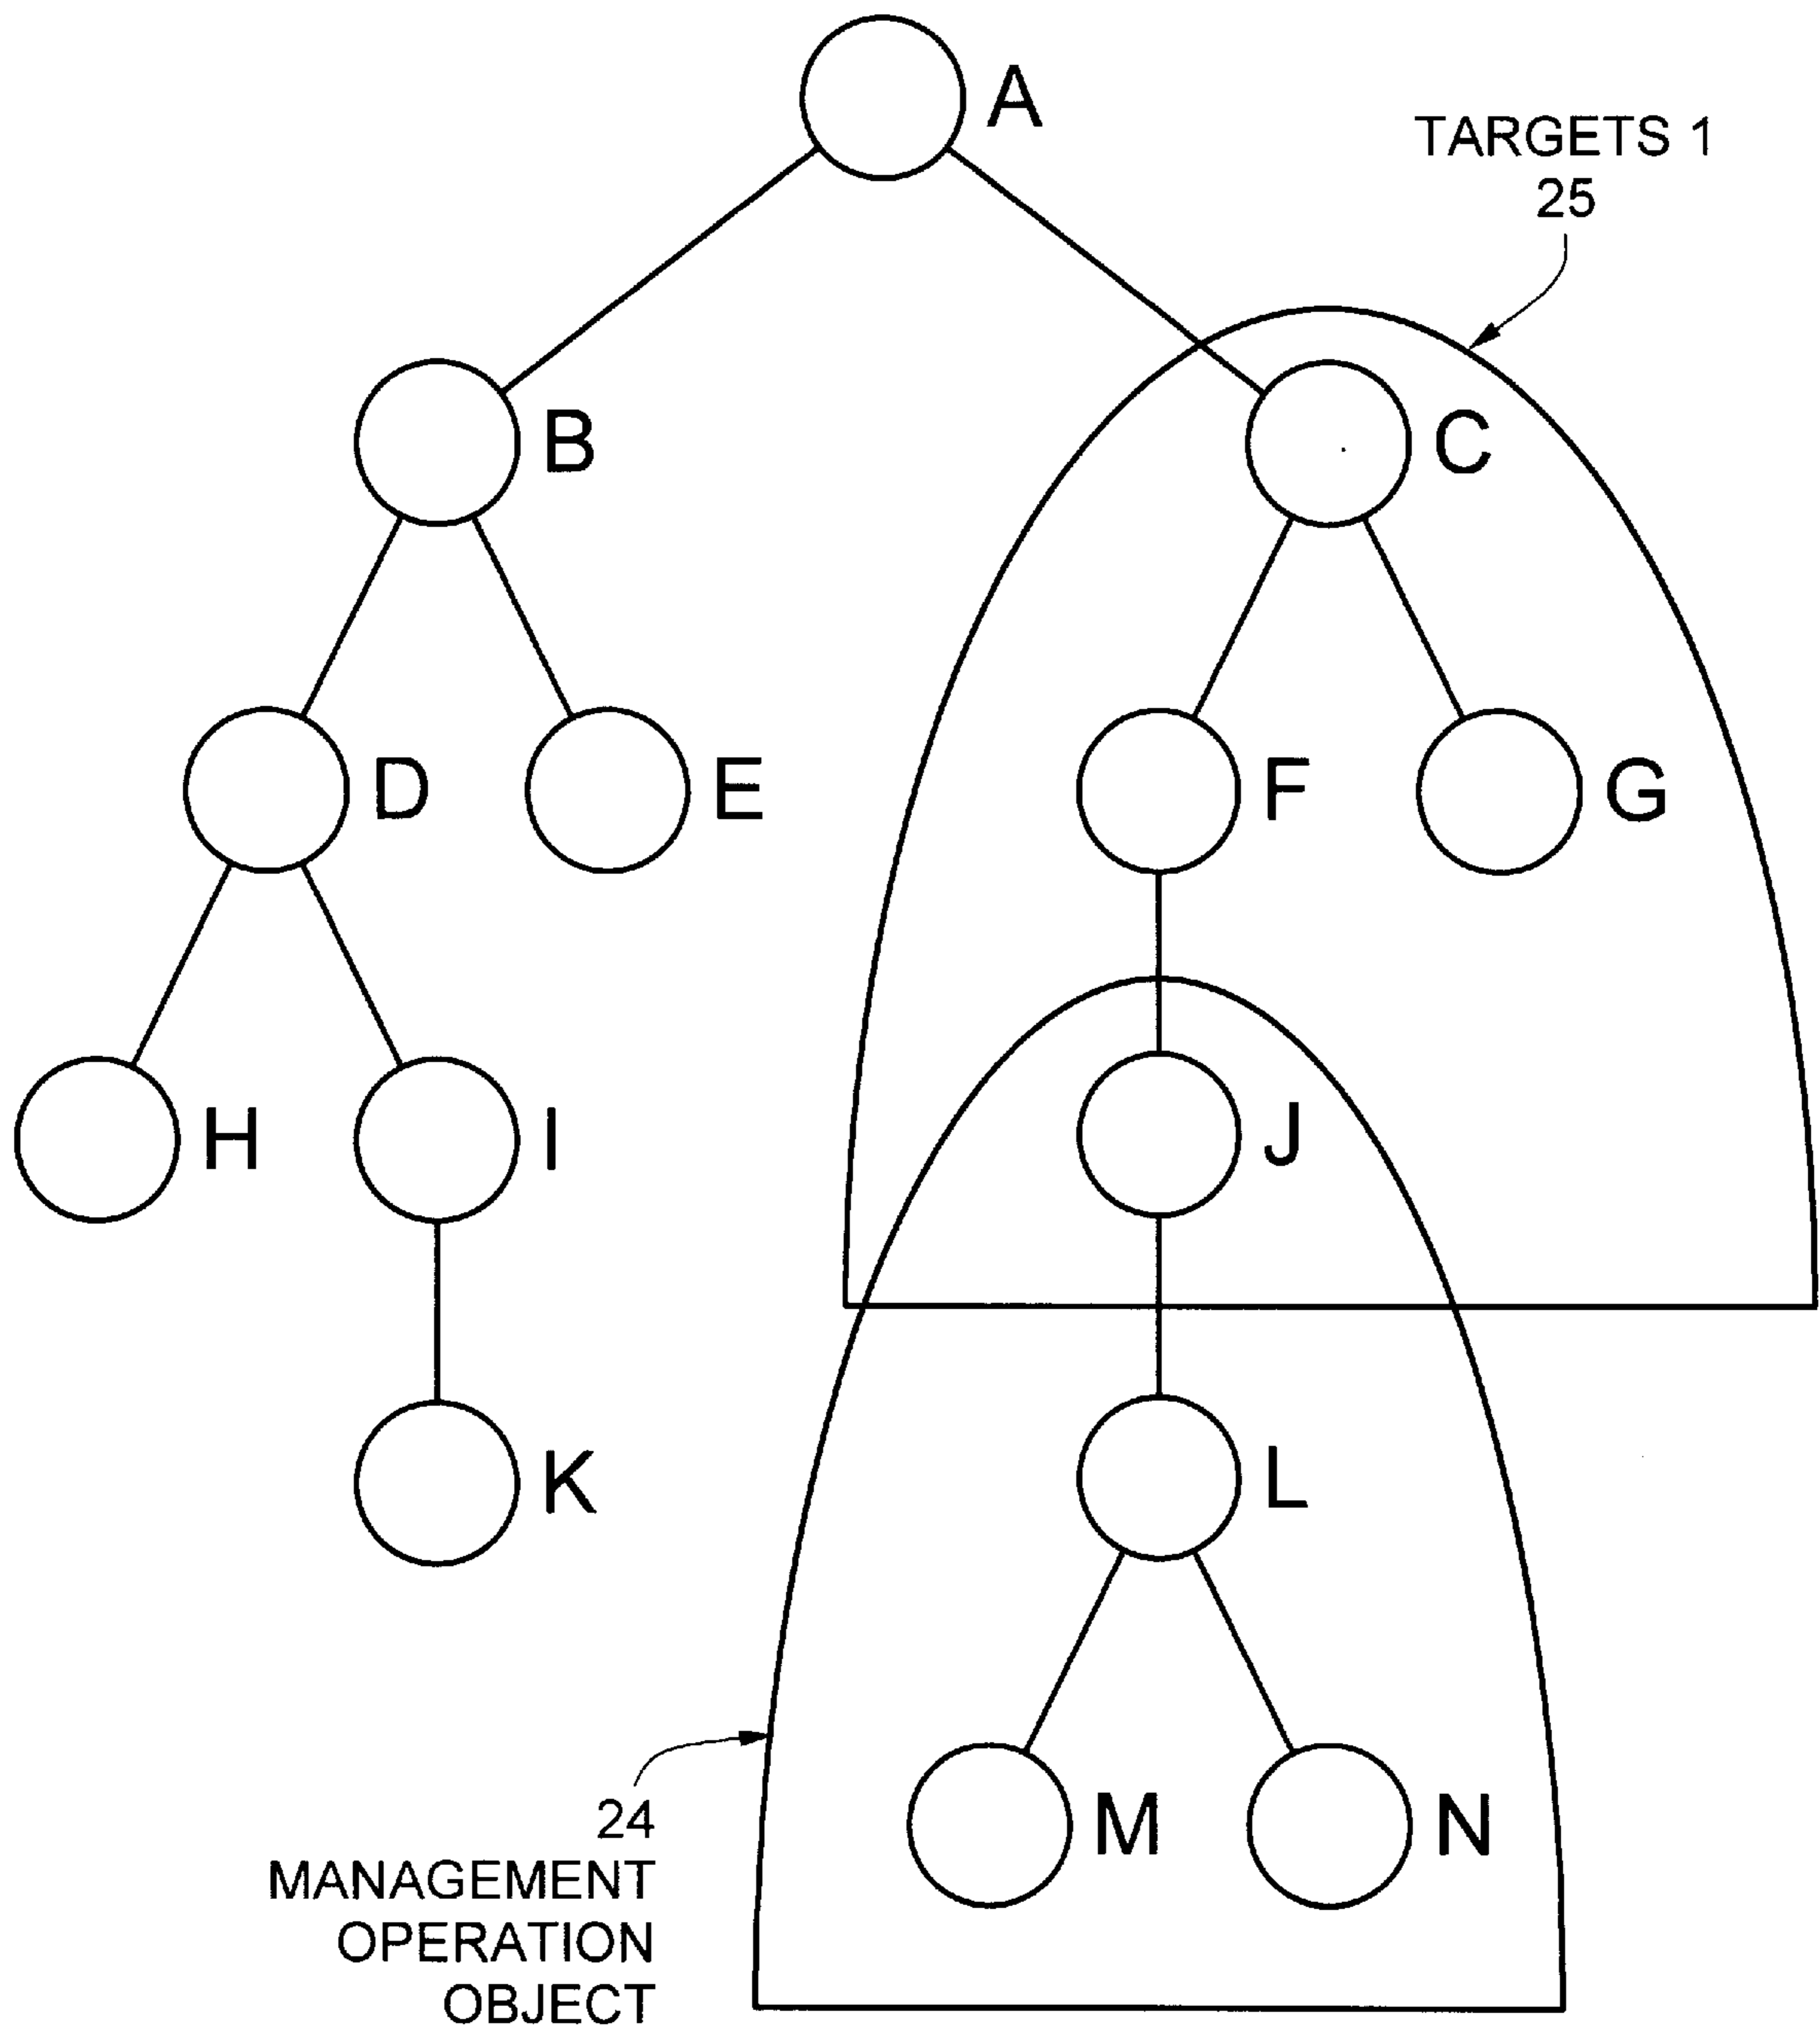 A
TARGETS 1
25
B
C
D
E
F
G
H
I
J
K
L
M
N
24
MANAGEMENT
OPERATION
OBJECT